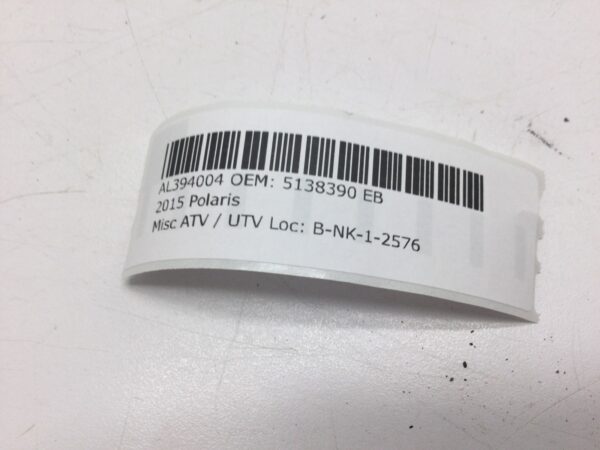 AL394004 OEM: 5138390 EB
2015 Polaris
Misc ATV / UTV Loc: B-NK-1-2576